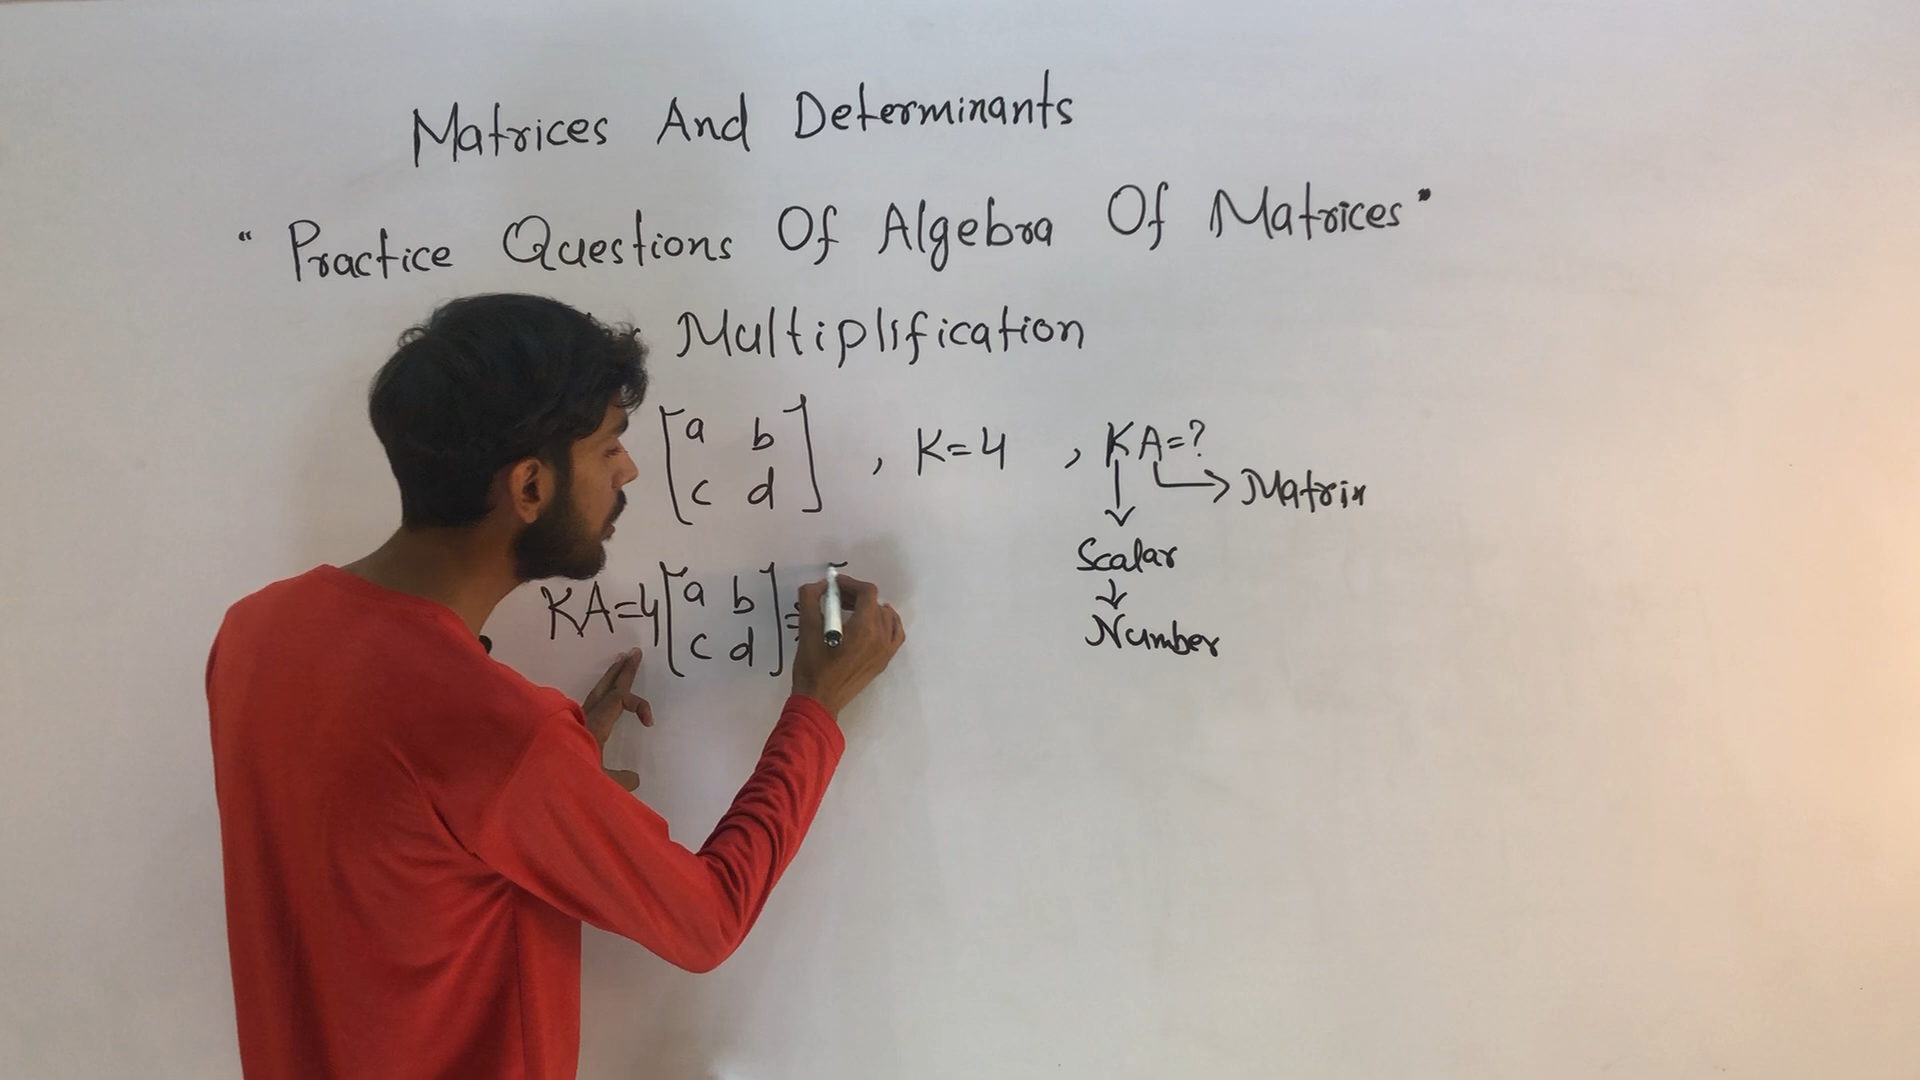 Matrices And Determinants
“ Practice Questions Of Algebra Of Matrices ”
Multiplification
[a b
c d] , K=4 , KA=?
Matrix
Scalar
Number
KA=4[a b
c d]=